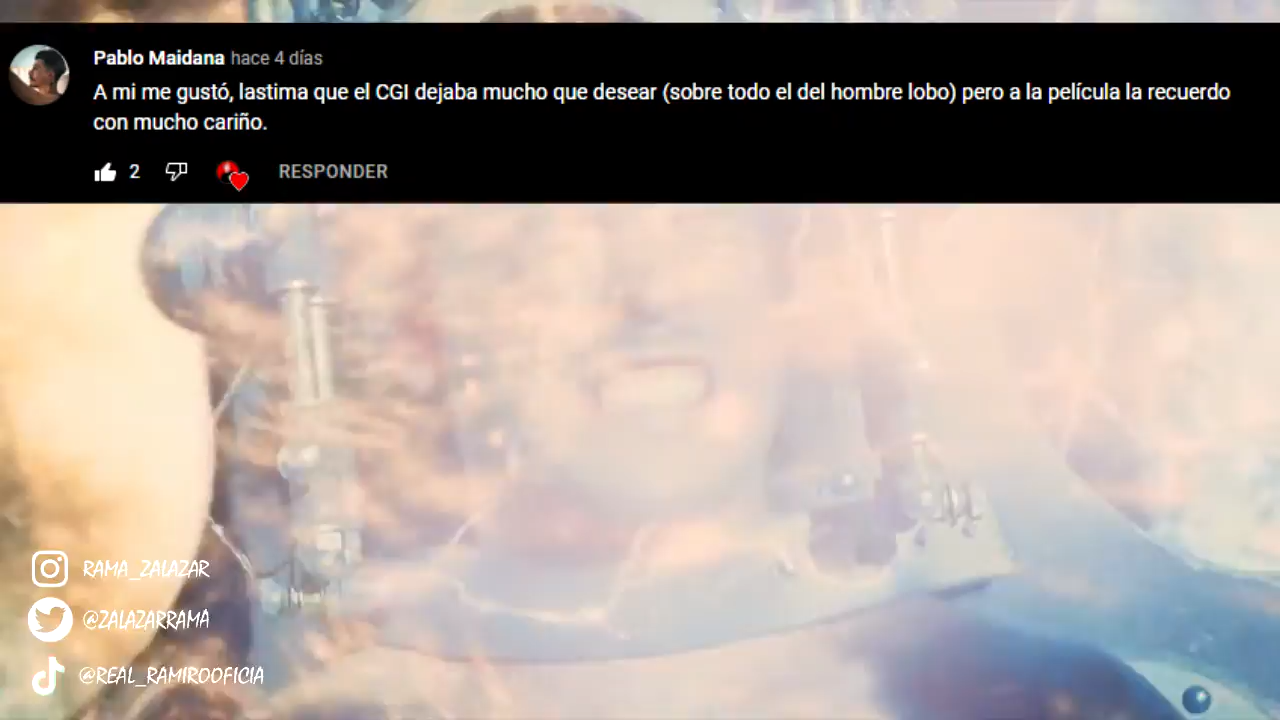 Pablo Maidana hace 4 días
A mi me gustó, lastima que el CGI dejaba mucho que desear (sobre todo el del hombre lobo) pero a la película la recuerdo
con mucho cariño.
2 RESPONDER
RAMA_ZALAZAR
@ZALAZARRAMA
@REAL_RAMIROOFICIA